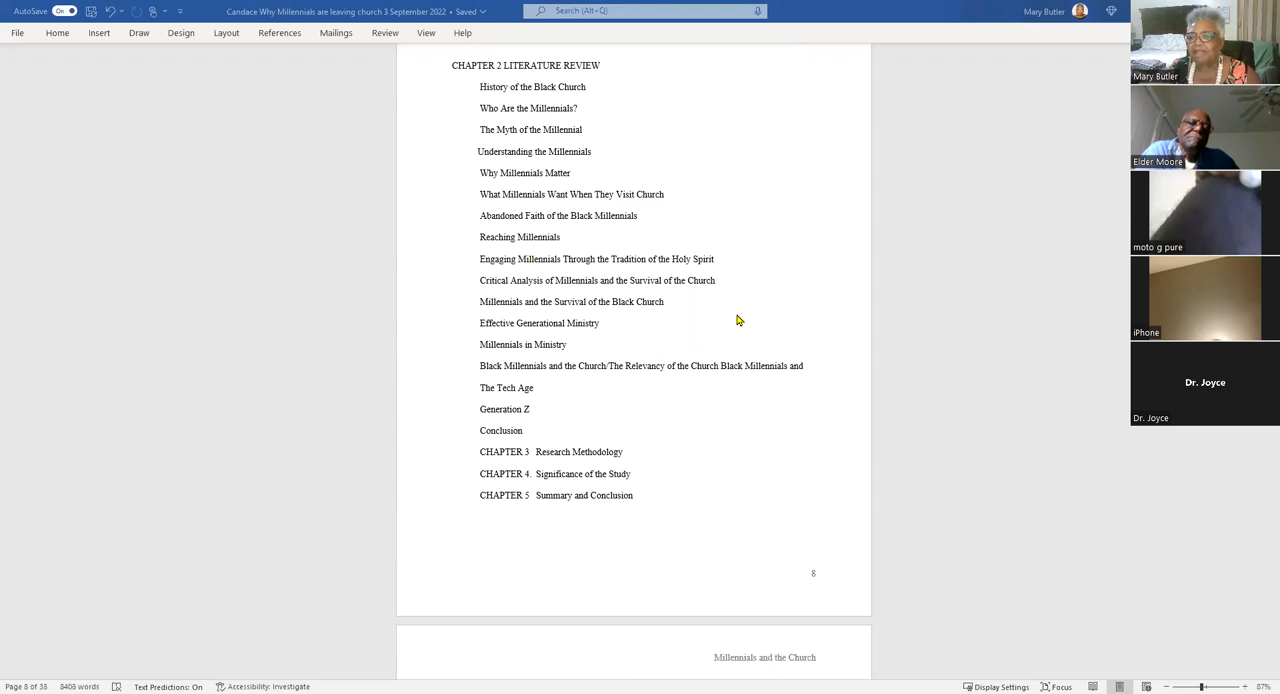 AutoSave On Candace Why Millennials are leaving church 3 September 2022 • Saved Search (Alt+Q) Mary Butler
File Home Insert Draw Design Layout References Mailings Review View Help
CHAPTER 2 LITERATURE REVIEW
History of the Black Church
Who Are the Millennials?
The Myth of the Millennial
Understanding the Millennials
Why Millennials Matter
What Millennials Want When They Visit Church
Abandoned Faith of the Black Millennials
Reaching Millennials
Engaging Millennials Through the Tradition of the Holy Spirit
Critical Analysis of Millennials and the Survival of the Church
Millennials and the Survival of the Black Church
Effective Generational Ministry
Millennials in Ministry
Black Millennials and the Church/The Relevancy of the Church Black Millennials and
The Tech Age
Generation Z
Conclusion
CHAPTER 3 Research Methodology
CHAPTER 4. Significance of the Study
CHAPTER 5 Summary and Conclusion
8
Millennials and the Church
Page 8 of 38 8408 words Text Predictions: On Accessibility: Investigate Display Settings Focus 87%
Mary Butler
Elder Moore
moto g pure
iPhone
Dr. Joyce
Dr. Joyce